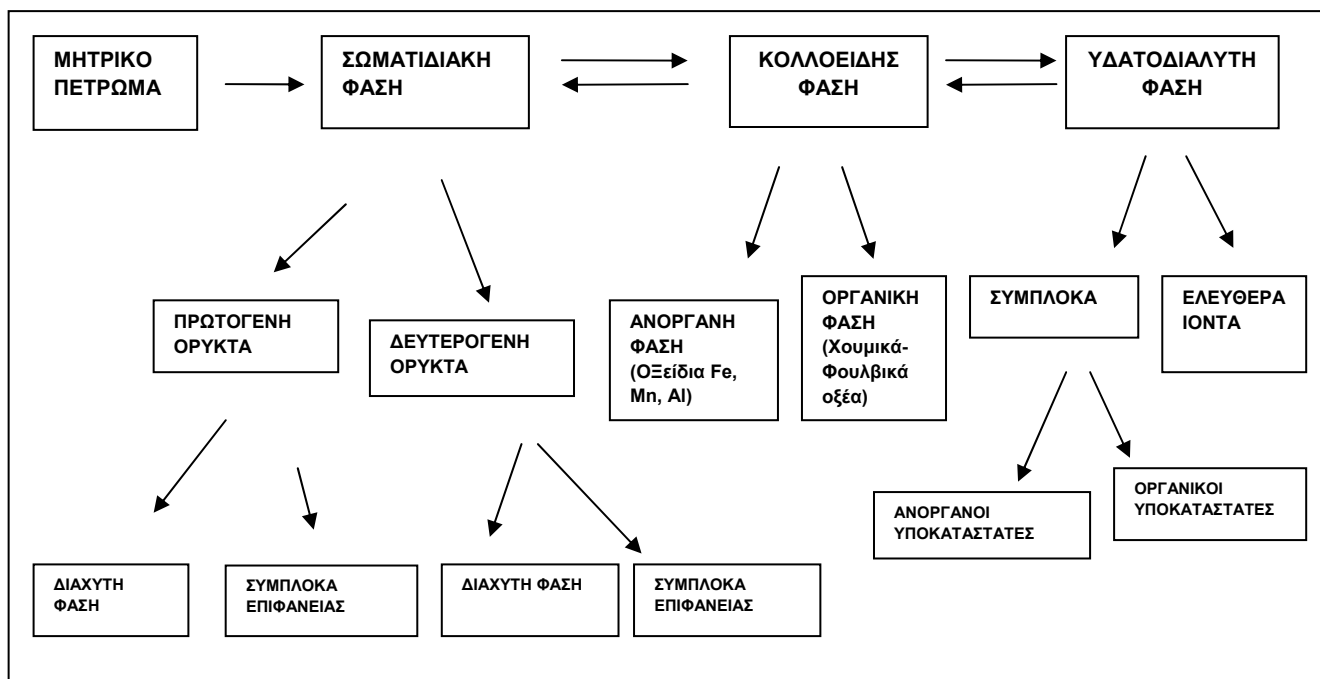 ΜΗΤΡΙΚΟ
ΠΕΤΡΩΜΑ
ΣΩΜΑΤΙΔΙΑΚΗ
ΦΑΣΗ
ΚΟΛΛΟΕΙΔΗΣ
ΦΑΣΗ
ΥΔΑΤΟΔΙΑΛΥΤΗ
ΦΑΣΗ
ΠΡΩΤΟΓΕΝΗ
ΟΡΥΚΤΑ
ΔΕΥΤΕΡΟΓΕΝΗ
ΟΡΥΚΤΑ
ΑΝΟΡΓΑΝΗ
ΦΑΣΗ
(ΟΞείδια Fe,
Mn, Al)
ΟΡΓΑΝΙΚΗ
ΦΑΣΗ
(Χουμικά-
Φουλβικά
οξέα)
ΣΥΜΠΛΟΚΑ
ΕΛΕΥΘΕΡΑ
ΙΟΝΤΑ
ΑΝΟΡΓΑΝΟΙ
ΥΠΟΚΑΤΑΣΤΑΤΕΣ
ΟΡΓΑΝΙΚΟΙ
ΥΠΟΚΑΤΑΣΤΑΤΕΣ
ΔΙΑΧΥΤΗ
ΦΑΣΗ
ΣΥΜΠΛΟΚΑ
ΕΠΙΦΑΝΕΙΑΣ
ΔΙΑΧΥΤΗ ΦΑΣΗ
ΣΥΜΠΛΟΚΑ
ΕΠΙΦΑΝΕΙΑΣ